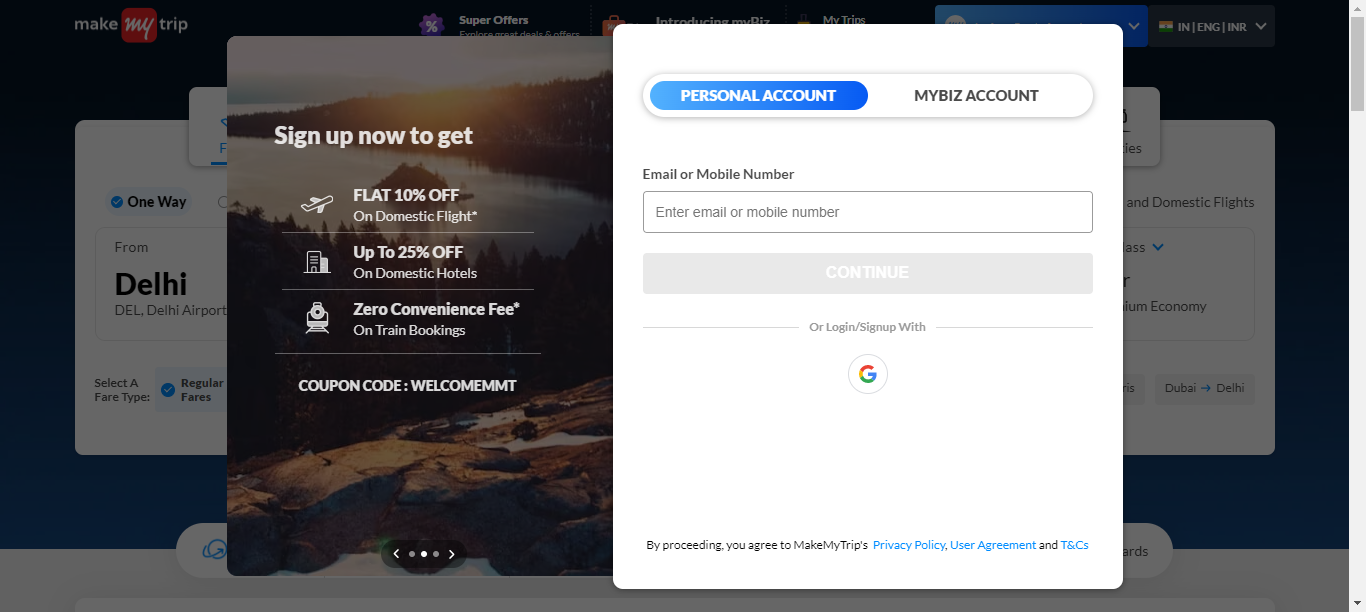 make my trip
Super Offers
Explore great deals & offers
Introducing myBiz
My Trips
IN | ENG | INR
Sign up now to get
FLAT 10% OFF
On Domestic Flight*
Up To 25% OFF
On Domestic Hotels
Zero Convenience Fee*
On Train Bookings
COUPON CODE : WELCOMEMMT
PERSONAL ACCOUNT
MYBIZ ACCOUNT
Email or Mobile Number
Enter email or mobile number
CONTINUE
Or Login/Signup With
By proceeding, you agree to MakeMyTrip's Privacy Policy, User Agreement and T&Cs
One Way
From
Delhi
DEL, Delhi Airport
Select A
Fare Type:
Regular
Fares
and Domestic Flights
Economy
Dubai → Delhi